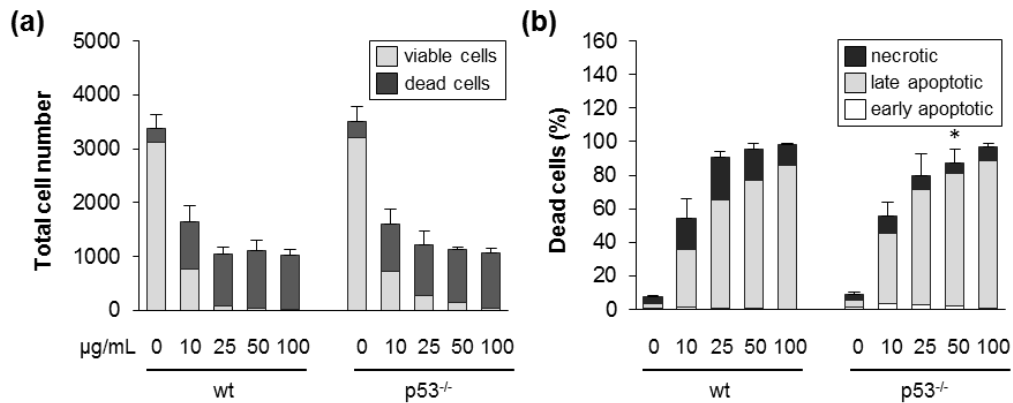 (a)
5000
4000
3000
2000
1000
0
Total cell number
viable cells
dead cells
µg/mL 0 10 25 50 100 0 10 25 50 100
wt p53-/-
(b)
160
140
120
100
80
60
40
20
0
Dead cells (%)
necrotic
late apoptotic
early apoptotic
*
0 10 25 50 100 0 10 25 50 100
wt p53-/-